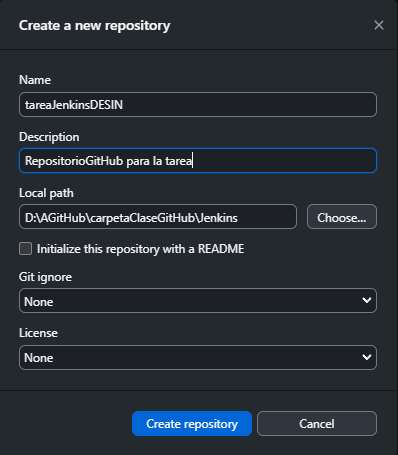 Create a new repository
Name
tareaJenkinsDESIN
Description
RepositorioGitHub para la tarea
Local path
D:\AGitHub\carpetaClaseGitHub\Jenkins
Choose...
Initialize this repository with a README
Git ignore
None
License
None
Create repository
Cancel